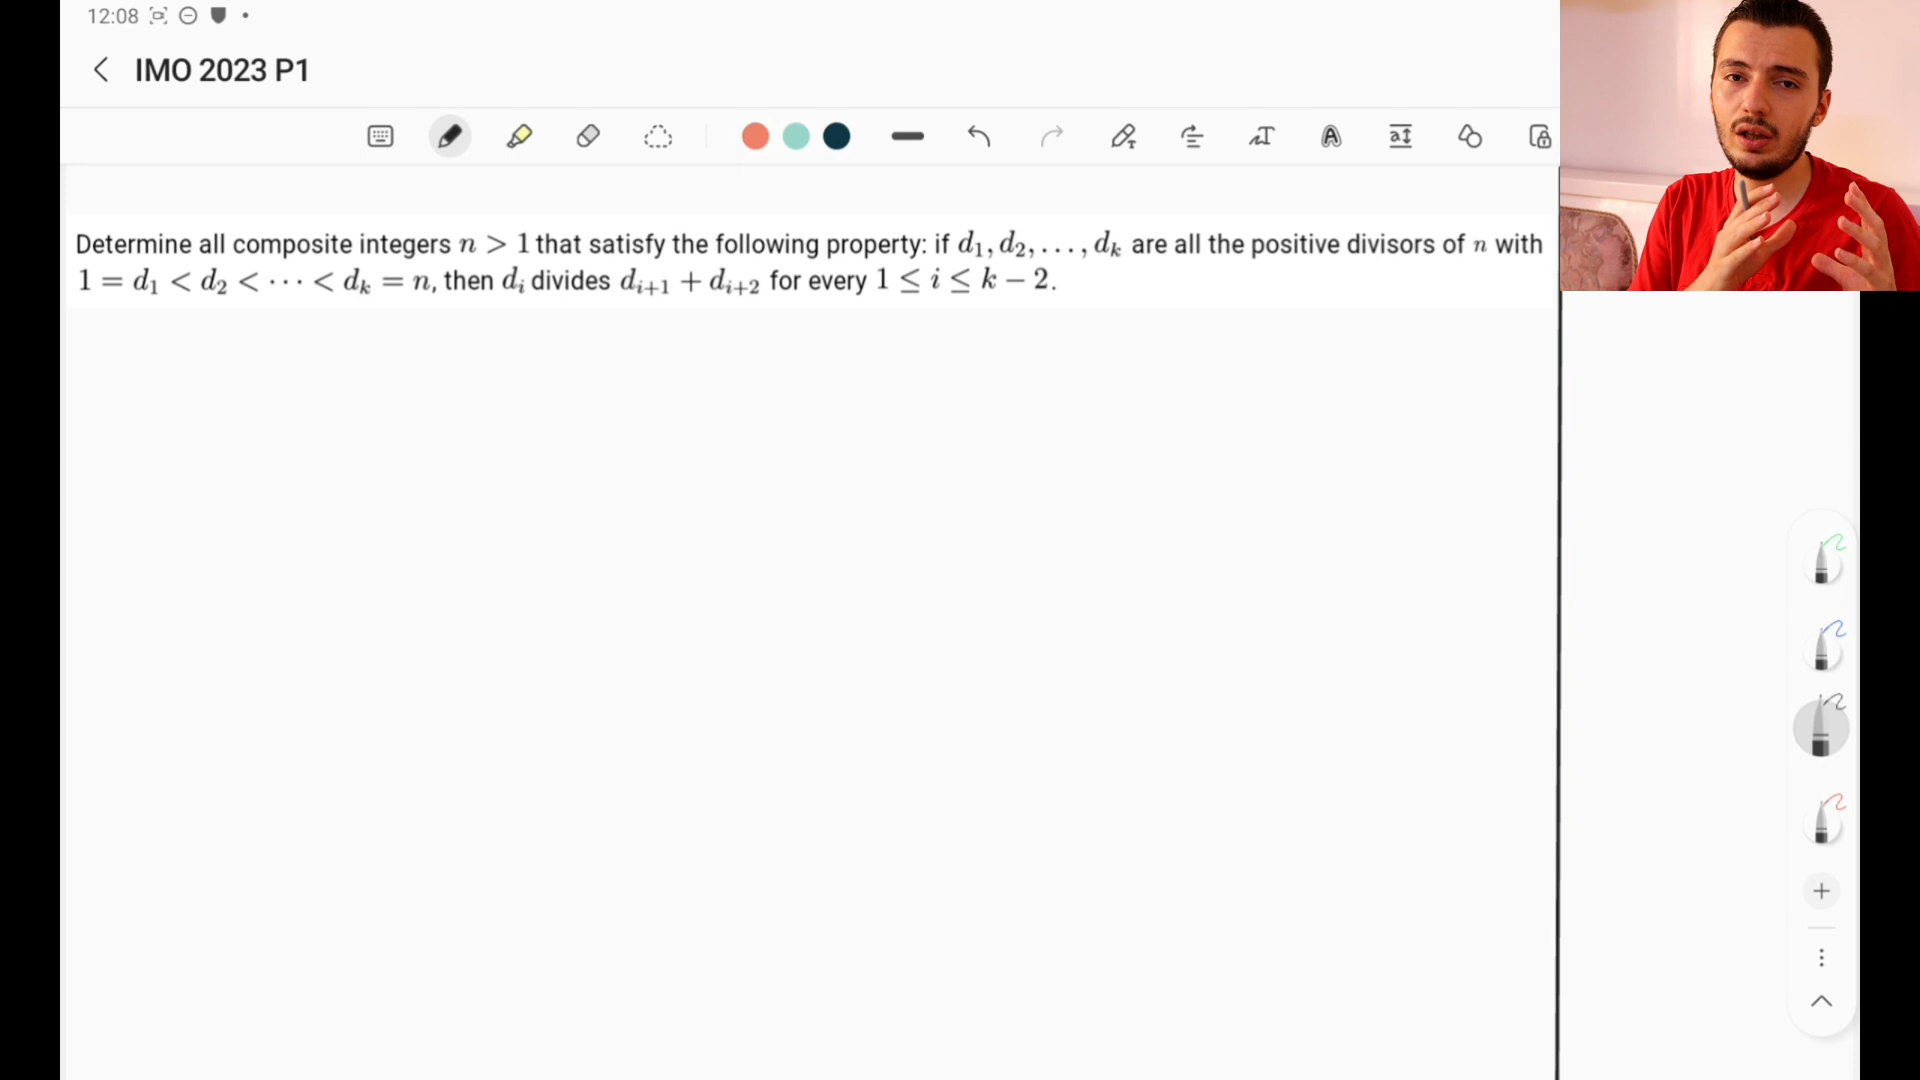 12:08
IMO 2023 P1
Determine all composite integers n > 1 that satisfy the following property: if d₁, d₂, . . . , dₖ are all the positive divisors of n with
1 = d₁ < d₂ < · · · < dₖ = n, then dᵢ divides dᵢ₊₁ + dᵢ₊₂ for every 1 ≤ i ≤ k − 2.